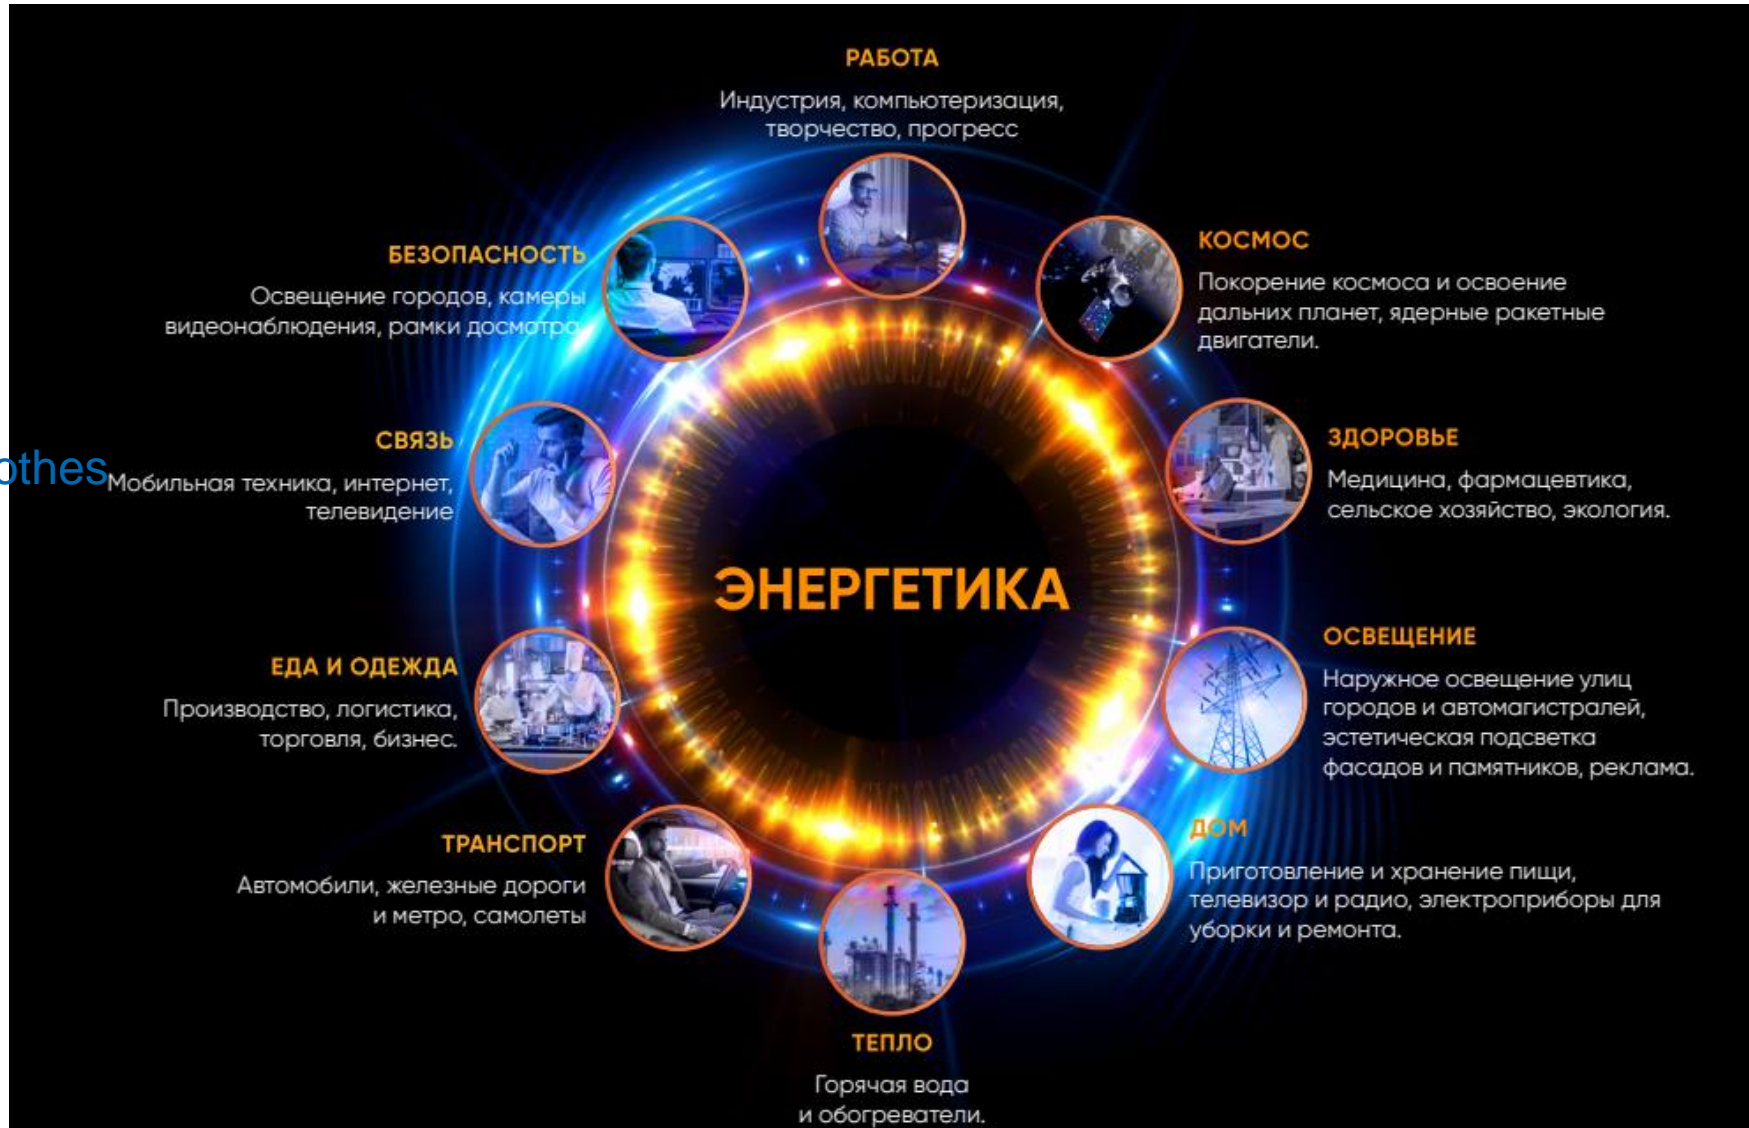 РАБОТА
Индустрия, компьютеризация,
творчество, прогресс
КОСМОС
Покорение космоса и освоение
дальних планет, ядерные ракетные
двигатели.
ЗДОРОВЬЕ
Медицина, фармацевтика,
сельское хозяйство, экология.
ОСВЕЩЕНИЕ
Наружное освещение улиц
городов и автомагистралей,
эстетическая подсветка
фасадов и памятников, реклама.
ДОМ
Приготовление и хранение пищи,
телевизор и радио, электроприборы для
уборки и ремонта.
ТЕПЛО
Горячая вода
и обогреватели.
ТРАНСПОРТ
Автомобили, железные дороги
и метро, самолеты
ЕДА И ОДЕЖДА
Производство, логистика,
торговля, бизнес.
СВЯЗЬ
Мобильная техника, интернет,
телевидение
БЕЗОПАСНОСТЬ
Освещение городов, камеры
видеонаблюдения, рамки досмотра.
ЭНЕРГЕТИКА